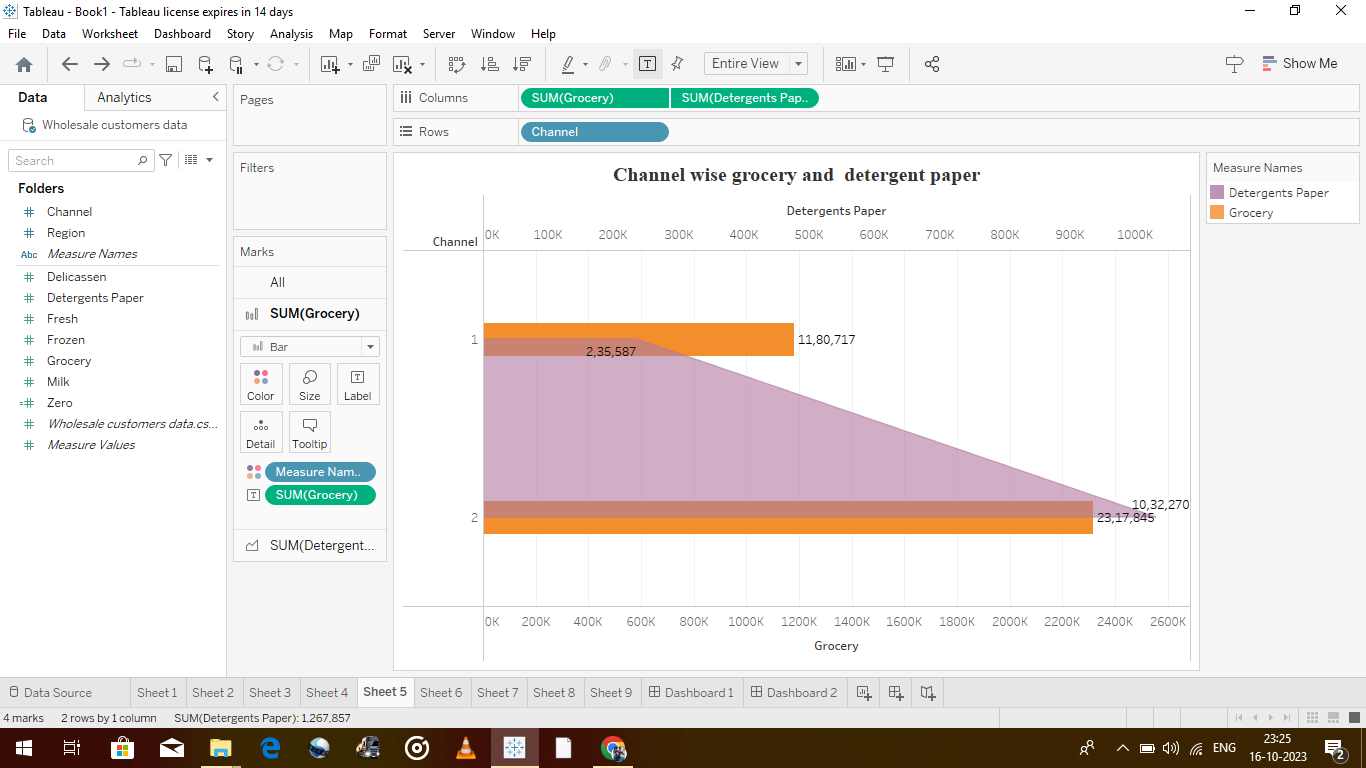 Tableau - Book1 - Tableau license expires in 14 days
File Data Worksheet Dashboard Story Analysis Map Format Server Window Help
Entire View
Show Me
Data Analytics
Wholesale customers data
Search
Folders
Channel
Region
Abc Measure Names
Delicassen
Detergents Paper
Fresh
Frozen
Grocery
Milk
Zero
Wholesale customers data.cs...
Measure Values
Pages
Filters
Marks
All
SUM(Grocery)
Bar
Color Size Label
Detail Tooltip
Measure Nam..
SUM(Grocery)
SUM(Detergent...
Columns SUM(Grocery) SUM(Detergents Pap..
Rows Channel
Channel wise grocery and detergent paper
Detergents Paper
Channel 0K 100K 200K 300K 400K 500K 600K 700K 800K 900K 1000K
1 11,80,717
2,35,587
10,32,270
2 23,17,845
0K 200K 400K 600K 800K 1000K 1200K 1400K 1600K 1800K 2000K 2200K 2400K 2600K
Grocery
Measure Names
Detergents Paper
Grocery
Data Source Sheet 1 Sheet 2 Sheet 3 Sheet 4 Sheet 5 Sheet 6 Sheet 7 Sheet 8 Sheet 9 Dashboard 1 Dashboard 2
4 marks 2 rows by 1 column SUM(Detergents Paper): 1,267,857
ENG
23:25
16-10-2023
2